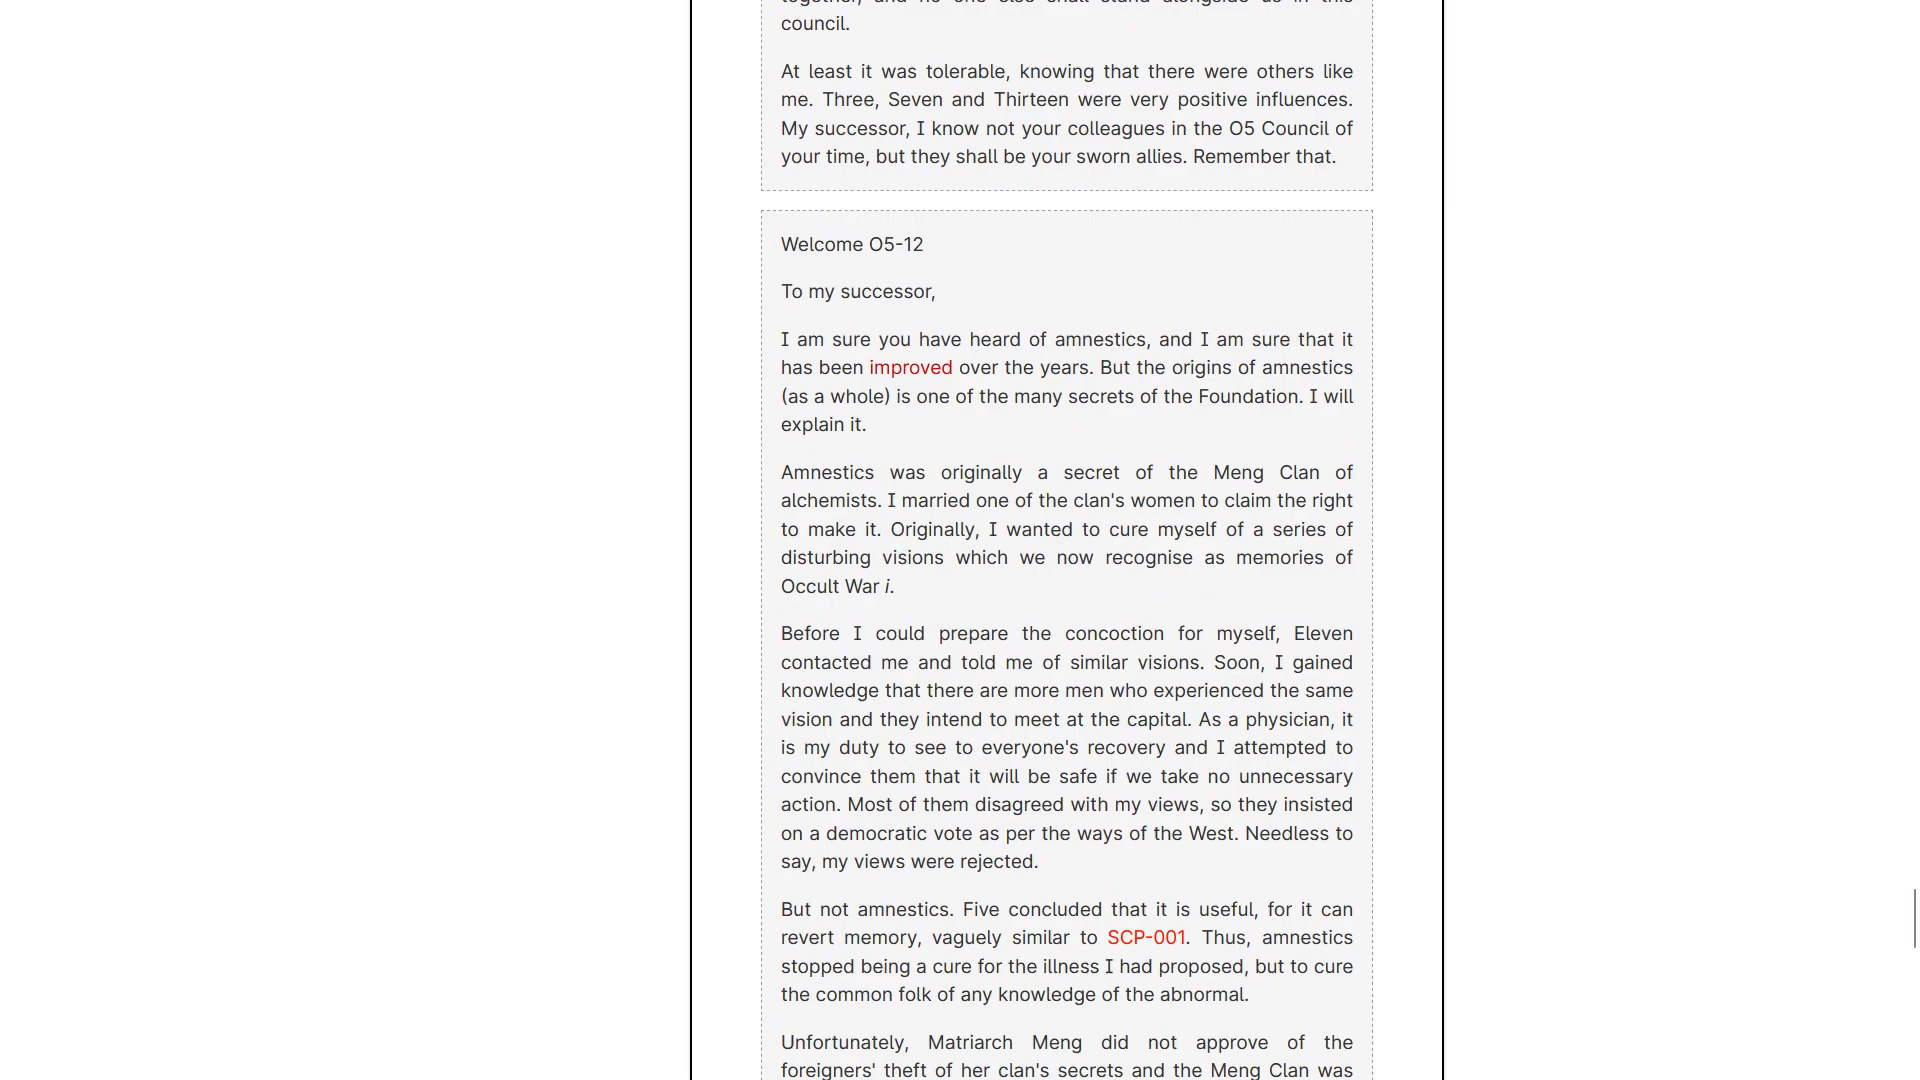 together, and no one else shall stand alongside us in this
council.
At least it was tolerable, knowing that there were others like
me. Three, Seven and Thirteen were very positive influences.
My successor, I know not your colleagues in the O5 Council of
your time, but they shall be your sworn allies. Remember that.
Welcome O5-12
To my successor,
I am sure you have heard of amnestics, and I am sure that it
has been improved over the years. But the origins of amnestics
(as a whole) is one of the many secrets of the Foundation. I will
explain it.
Amnestics was originally a secret of the Meng Clan of
alchemists. I married one of the clan's women to claim the right
to make it. Originally, I wanted to cure myself of a series of
disturbing visions which we now recognise as memories of
Occult War i.
Before I could prepare the concoction for myself, Eleven
contacted me and told me of similar visions. Soon, I gained
knowledge that there are more men who experienced the same
vision and they intend to meet at the capital. As a physician, it
is my duty to see to everyone's recovery and I attempted to
convince them that it will be safe if we take no unnecessary
action. Most of them disagreed with my views, so they insisted
on a democratic vote as per the ways of the West. Needless to
say, my views were rejected.
But not amnestics. Five concluded that it is useful, for it can
revert memory, vaguely similar to SCP-001. Thus, amnestics
stopped being a cure for the illness I had proposed, but to cure
the common folk of any knowledge of the abnormal.
Unfortunately, Matriarch Meng did not approve of the
foreigners' theft of her clan's secrets and the Meng Clan was